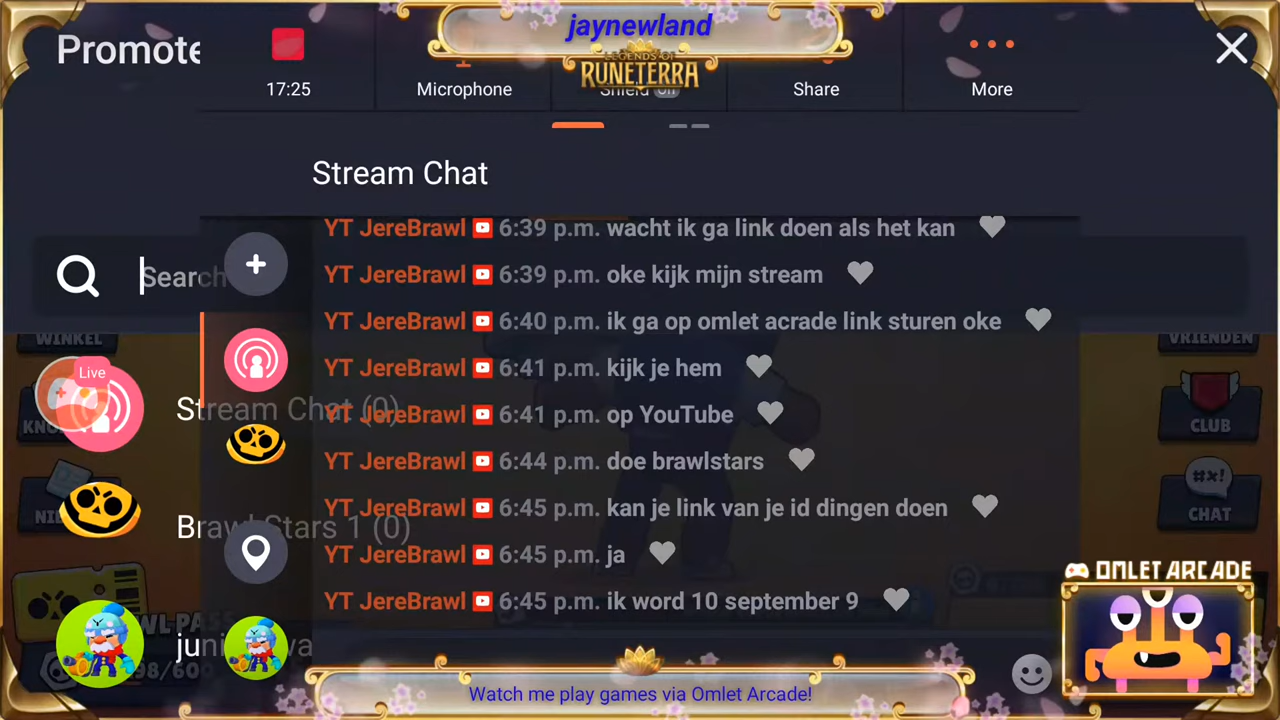 jaynewland
Promote
LEGENDS OF
RUNETERRA
17:25
Microphone
Shield Off
Share
More
Stream Chat
YT JereBrawl 6:39 p.m. wacht ik ga link doen als het kan
Search
YT JereBrawl 6:39 p.m. oke kijk mijn stream
YT JereBrawl 6:40 p.m. ik ga op omlet acrade link sturen oke
WINKEL
VRIENDEN
YT JereBrawl 6:41 p.m. kijk je hem
Live
Stream Chat (0)
YT JereBrawl 6:41 p.m. op YouTube
CLUB
YT JereBrawl 6:44 p.m. doe brawlstars
YT JereBrawl 6:45 p.m. kan je link van je id dingen doen
#x!
CHAT
Brawl Stars 1 (0)
YT JereBrawl 6:45 p.m. ja
OMLET ARCADE
YT JereBrawl 6:45 p.m. ik word 10 september 9
Watch me play games via Omlet Arcade!